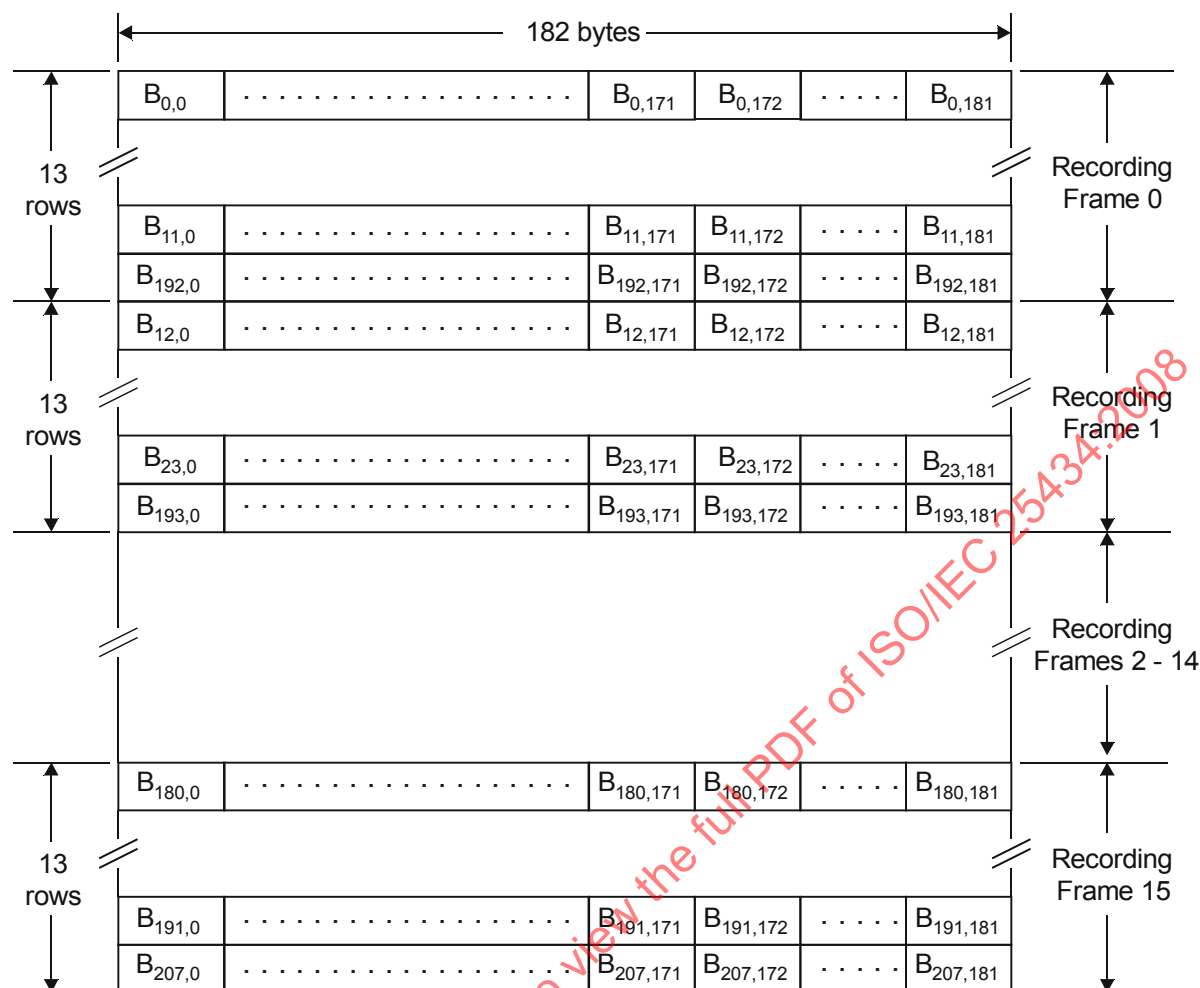 182 bytes
B0,0 . . . . . . . . . . . . . . . . . . . B0,171 B0,172 . . . . . B0,181
13
rows
Recording
Frame 0
B11,0 . . . . . . . . . . . . . . . . . . . B11,171 B11,172 . . . . . B11,181
B192,0 . . . . . . . . . . . . . . . . . . . B192,171 B192,172 . . . . . B192,181
B12,0 . . . . . . . . . . . . . . . . . . . B12,171 B12,172 . . . . . B12,181
13
rows
Recording
Frame 1
B23,0 . . . . . . . . . . . . . . . . . . . B23,171 B23,172 . . . . . B23,181
B193,0 . . . . . . . . . . . . . . . . . . . B193,171 B193,172 . . . . . B193,181
Recording
Frames 2 - 14
B180,0 . . . . . . . . . . . . . . . . . . . B180,171 B180,172 . . . . . B180,181
13
rows
Recording
Frame 15
B191,0 . . . . . . . . . . . . . . . . . . . B191,171 B191,172 . . . . . B191,181
B207,0 . . . . . . . . . . . . . . . . . . . B207,171 B207,172 . . . . . B207,181
view the full PDF of ISO/IEC 25434:2008